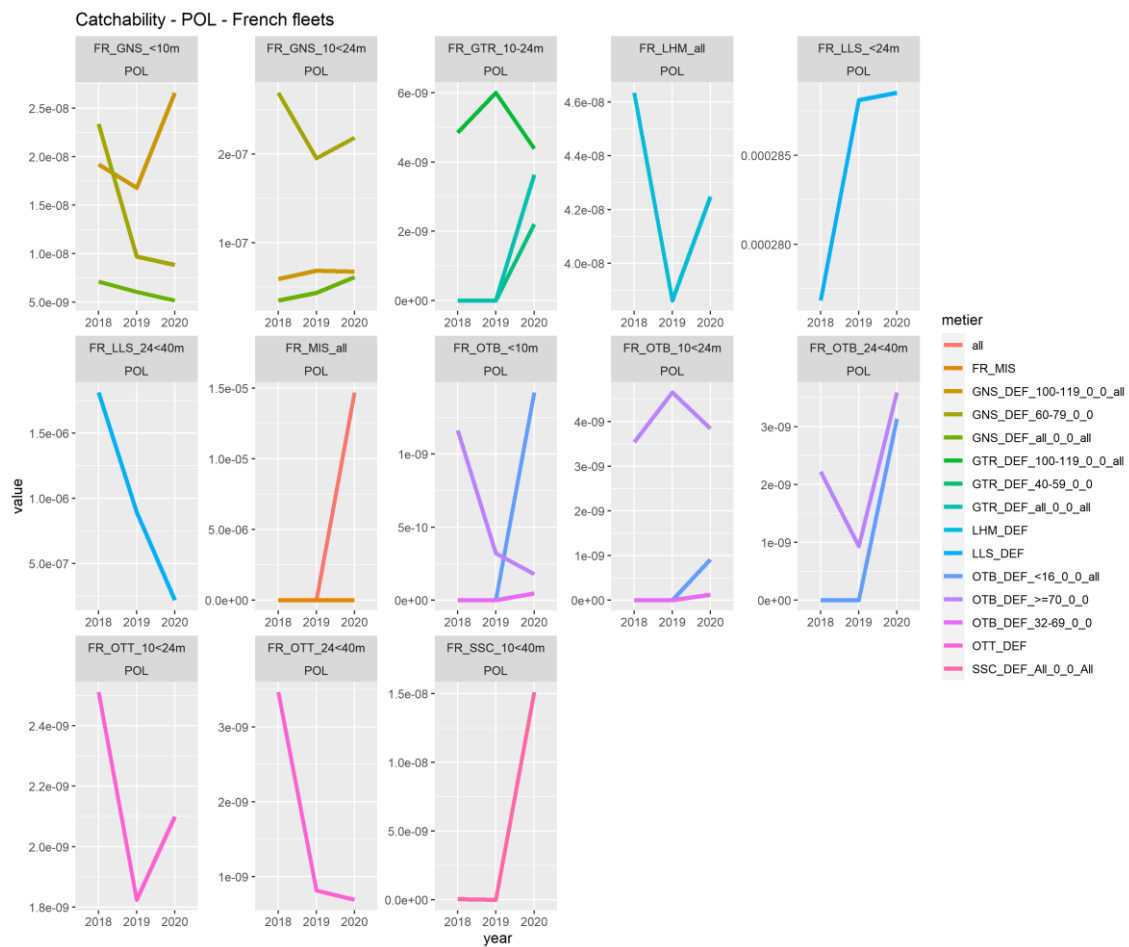 Catchability - POL - French fleets
FR_GNS_<10m
POL
2.5e-08
2.0e-08
1.5e-08
1.0e-08
5.0e-09
2018 2019 2020
FR_GNS_10<24m
POL
2e-07
1e-07
2018 2019 2020
FR_GTR_10-24m
POL
6e-09
4e-09
2e-09
0e+00
2018 2019 2020
FR_LHM_all
POL
4.6e-08
4.4e-08
4.2e-08
4.0e-08
2018 2019 2020
FR_LLS_<24m
POL
0.000285
0.000280
2018 2019 2020
FR_LLS_24<40m
POL
1.5e-06
1.0e-06
5.0e-07
2018 2019 2020
FR_MIS_all
POL
1.5e-05
1.0e-05
5.0e-06
0.0e+00
2018 2019 2020
FR_OTB_<10m
POL
1e-09
5e-10
0e+00
2018 2019 2020
FR_OTB_10<24m
POL
4e-09
3e-09
2e-09
1e-09
0e+00
2018 2019 2020
FR_OTB_24<40m
POL
3e-09
2e-09
1e-09
0e+00
2018 2019 2020
FR_OTT_10<24m
POL
2.4e-09
2.2e-09
2.0e-09
1.8e-09
2018 2019 2020
FR_OTT_24<40m
POL
3e-09
2e-09
1e-09
2018 2019 2020
FR_SSC_10<40m
POL
1.5e-08
1.0e-08
5.0e-09
0.0e+00
2018 2019 2020
value
year
metier
all
FR_MIS
GNS_DEF_100-119_0_0_all
GNS_DEF_60-79_0_0
GNS_DEF_all_0_0_all
GTR_DEF_100-119_0_0_all
GTR_DEF_40-59_0_0
GTR_DEF_all_0_0_all
LHM_DEF
LLS_DEF
OTB_DEF_<16_0_0_all
OTB_DEF_>=70_0_0
OTB_DEF_32-69_0_0
OTT_DEF
SSC_DEF_All_0_0_All